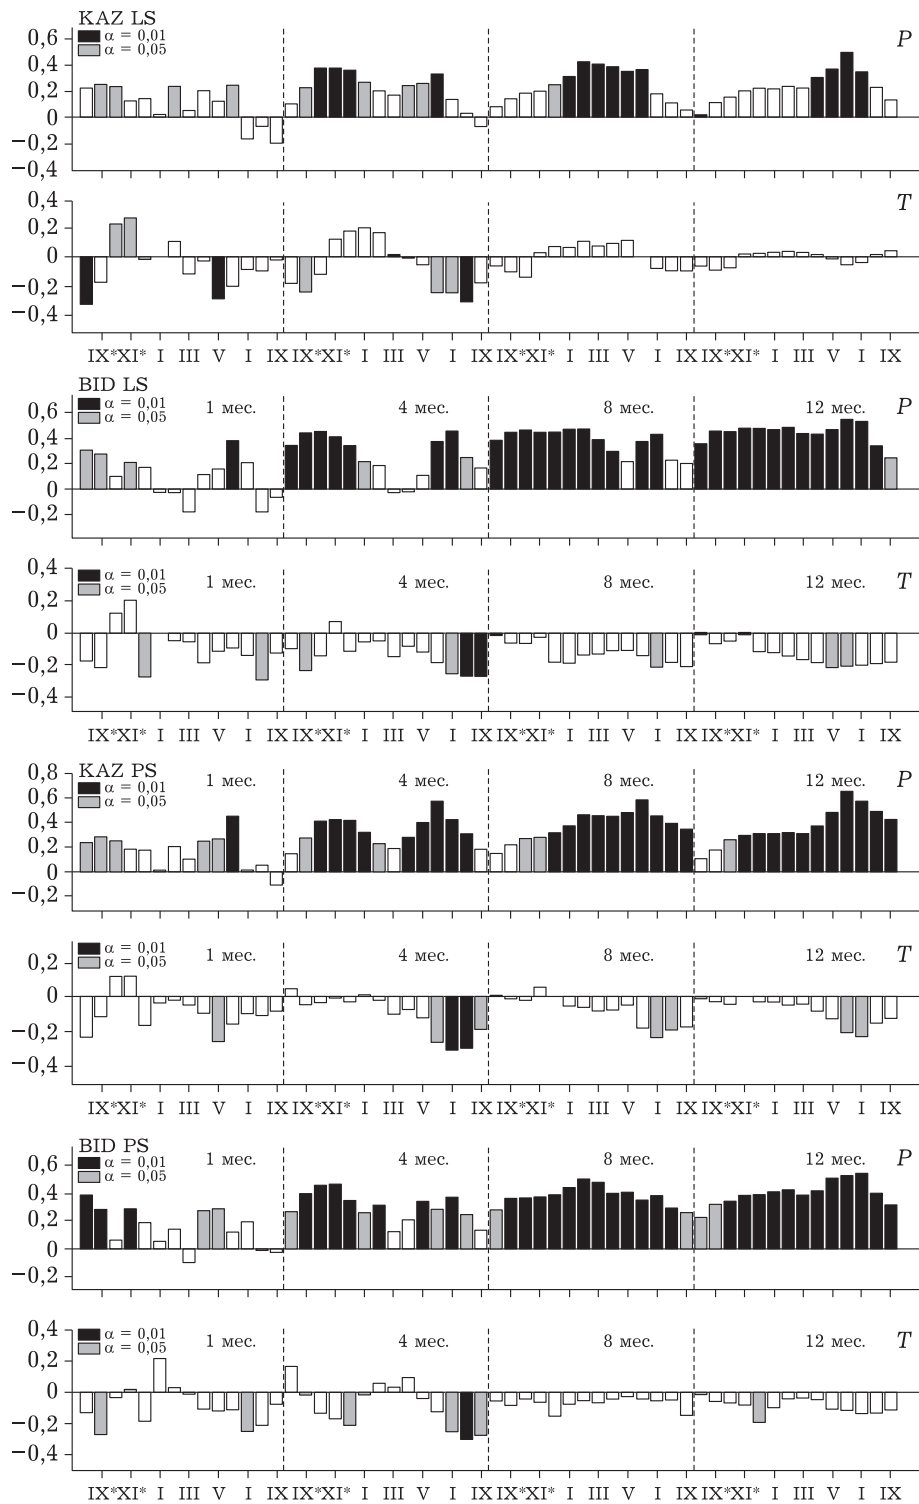 KAZ LS
α = 0,01
α = 0,05
P
0,6
0,4
0,2
0
−0,2
−0,4
T
0,4
0,2
0
−0,2
−0,4
IX* XI* I III V I IX IX* XI* I III V I IX IX* XI* I III V I IX IX* XI* I III V I IX
BID LS
α = 0,01
α = 0,05
1 мес. 4 мес. 8 мес. 12 мес. P
0,6
0,4
0,2
0
−0,2
α = 0,01
α = 0,05
1 мес. 4 мес. 8 мес. 12 мес. T
0,4
0,2
0
−0,2
−0,4
IX* XI* I III V I IX IX* XI* I III V I IX IX* XI* I III V I IX IX* XI* I III V I IX
KAZ PS
α = 0,01
α = 0,05
1 мес. 4 мес. 8 мес. 12 мес. P
0,8
0,6
0,4
0,2
0
−0,2
α = 0,01
α = 0,05
1 мес. 4 мес. 8 мес. 12 мес. T
0,2
0
−0,2
−0,4
IX* XI* I III V I IX IX* XI* I III V I IX IX* XI* I III V I IX IX* XI* I III V I IX
BID PS
α = 0,01
α = 0,05
1 мес. 4 мес. 8 мес. 12 мес. P
0,6
0,4
0,2
0
−0,2
α = 0,01
α = 0,05
1 мес. 4 мес. 8 мес. 12 мес. T
0,4
0,2
0
−0,2
−0,4
IX* XI* I III V I IX IX* XI* I III V I IX IX* XI* I III V I IX IX* XI* I III V I IX